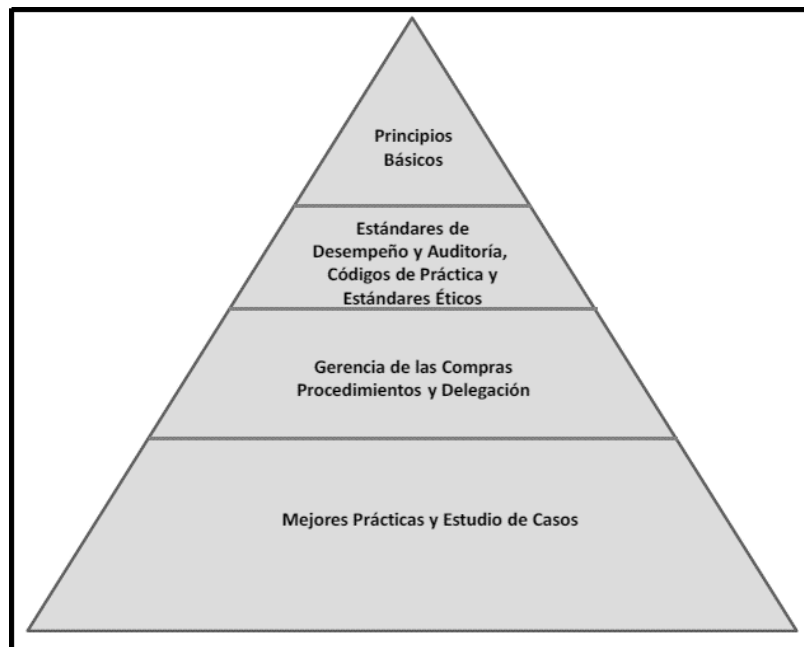 Principios
Básicos
Estándares de
Desempeño y Auditoría,
Códigos de Práctica y
Estándares Éticos
Gerencia de las Compras
Procedimientos y Delegación
Mejores Prácticas y Estudio de Casos